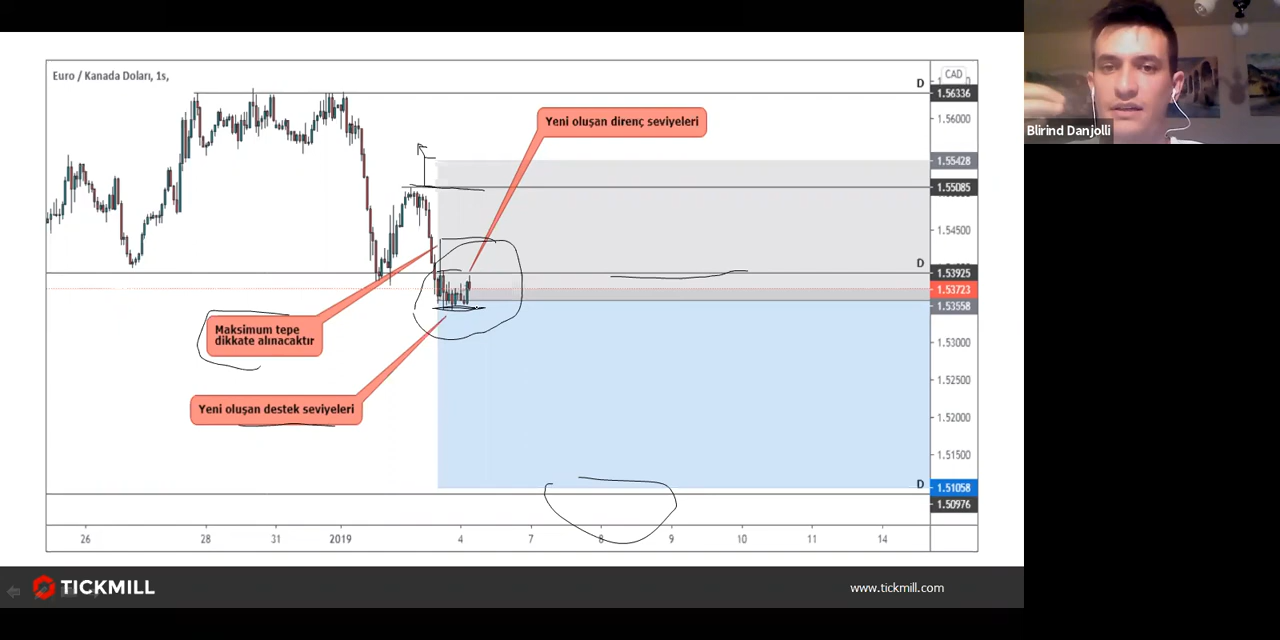 Euro / Kanada Doları, 1s,
CAD
D
1.56336
1.56000
Yeni oluşan direnç seviyeleri
1.55428
1.55085
1.54500
D
1.53925
1.53723
1.53558
Maksimum tepe
dikkate alınacaktır
1.53000
1.52500
Yeni oluşan destek seviyeleri
1.52000
1.51500
D
1.51058
1.50976
26
28
31
2019
4
7
8
9
10
11
14
TICKMILL
www.tickmill.com
Blirind Danjolli